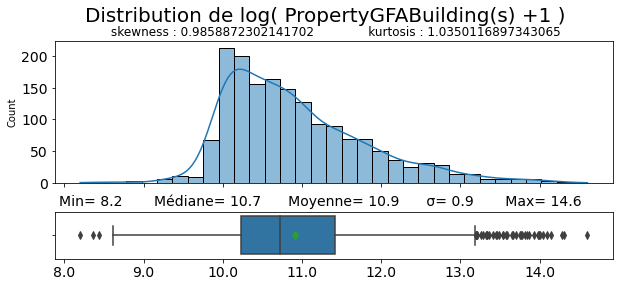 Distribution de log( PropertyGFABuilding(s) +1 )
skewness : 0.9858872302141702 kurtosis : 1.0350116897343065
200
150
100
50
0
Count
Min= 8.2 Médiane= 10.7 Moyenne= 10.9 σ= 0.9 Max= 14.6
8.0 9.0 10.0 11.0 12.0 13.0 14.0